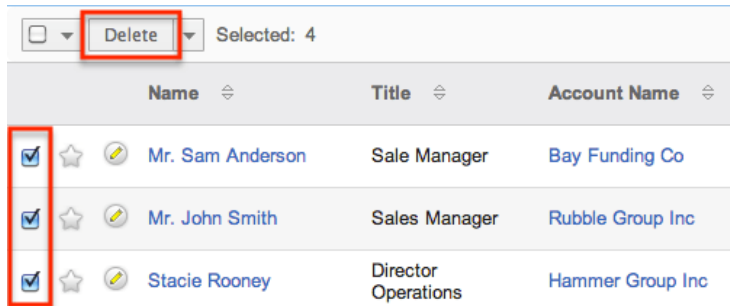 Delete Selected: 4
Name Title Account Name
Mr. Sam Anderson Sale Manager Bay Funding Co
Mr. John Smith Sales Manager Rubble Group Inc
Stacie Rooney Director Operations Hammer Group Inc